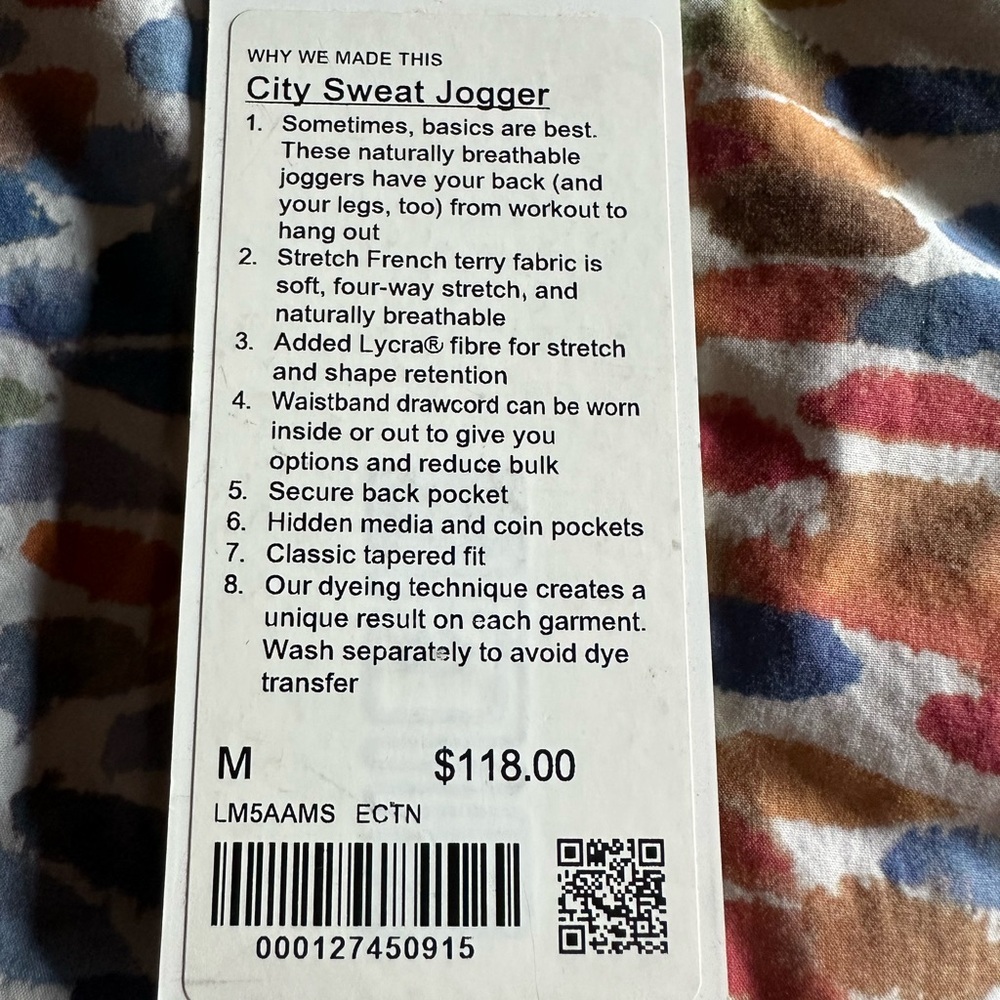 WHY WE MADE THIS
City Sweat Jogger
1. Sometimes, basics are best.
These naturally breathable
joggers have your back (and
your legs, too) from workout to
hang out
2. Stretch French terry fabric is
soft, four-way stretch, and
naturally breathable
3. Added Lycra® fibre for stretch
and shape retention
4. Waistband drawcord can be worn
inside or out to give you
options and reduce bulk
5. Secure back pocket
6. Hidden media and coin pockets
7. Classic tapered fit
8. Our dyeing technique creates a
unique result on each garment.
Wash separately to avoid dye
transfer
M $118.00
LM5AAMS ECTN
000127450915